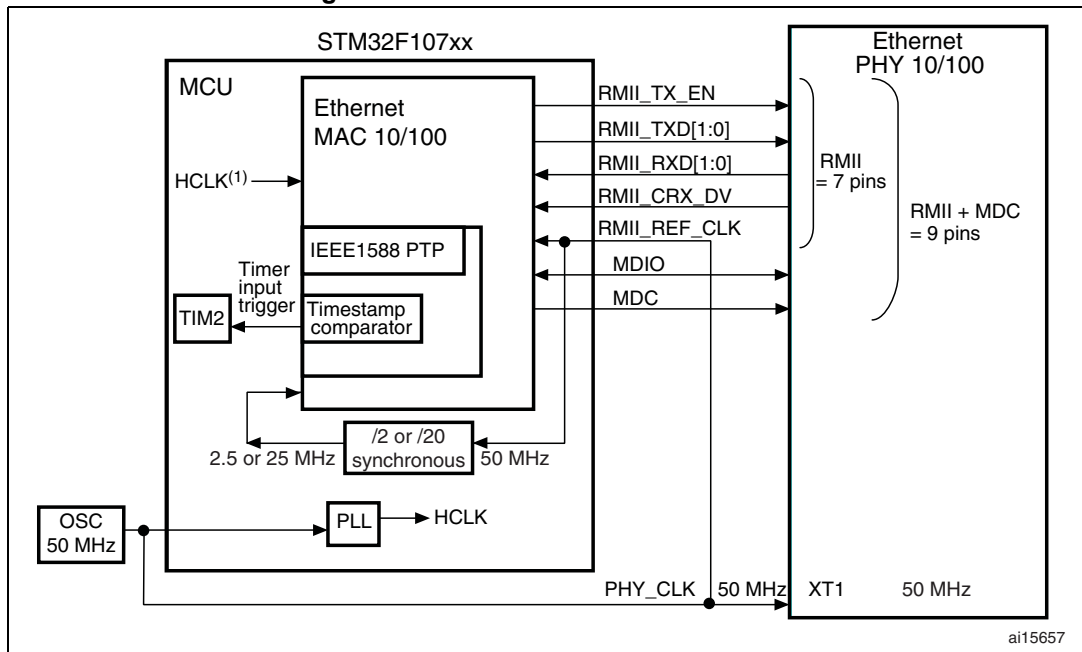 STM32F107xx
Ethernet
PHY 10/100
MCU
Ethernet
MAC 10/100
HCLK(1)
RMII_TX_EN
RMII_TXD[1:0]
RMII_RXD[1:0]
RMII_CRX_DV
RMII_REF_CLK
MDIO
MDC
RMII
= 7 pins
RMII + MDC
= 9 pins
IEEE1588 PTP
Timer
input
trigger
TIM2
Timestamp
comparator
/2 or /20
synchronous
2.5 or 25 MHz
50 MHz
OSC
50 MHz
PLL
HCLK
PHY_CLK
50 MHz
XT1
50 MHz
ai15657